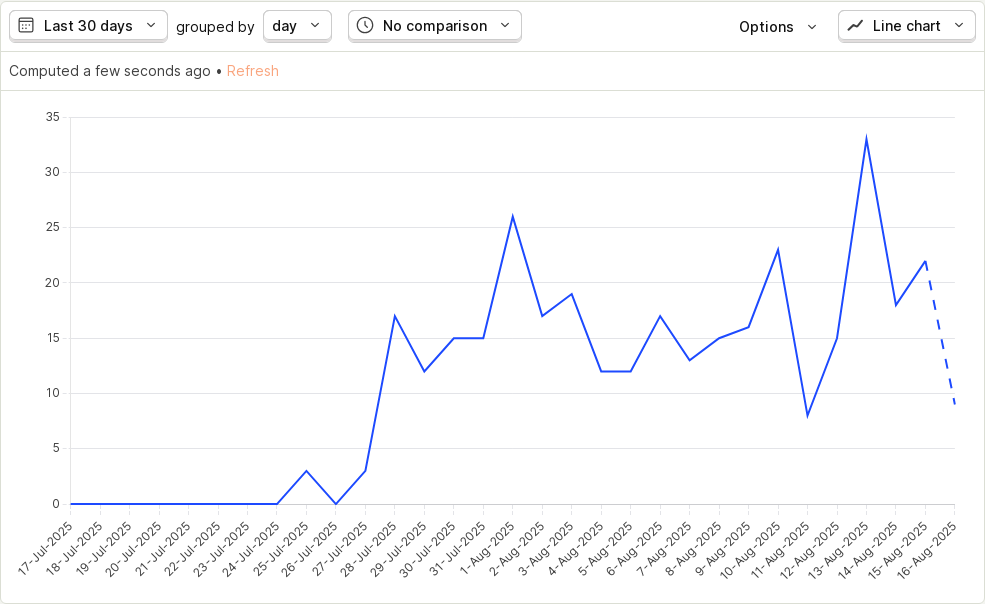 Last 30 days grouped by day No comparison Options Line chart
Computed a few seconds ago • Refresh
35
30
25
20
15
10
5
0
17-Jul-2025
18-Jul-2025
19-Jul-2025
20-Jul-2025
21-Jul-2025
22-Jul-2025
23-Jul-2025
24-Jul-2025
25-Jul-2025
26-Jul-2025
27-Jul-2025
28-Jul-2025
29-Jul-2025
30-Jul-2025
31-Jul-2025
1-Aug-2025
2-Aug-2025
3-Aug-2025
4-Aug-2025
5-Aug-2025
6-Aug-2025
7-Aug-2025
8-Aug-2025
9-Aug-2025
10-Aug-2025
11-Aug-2025
12-Aug-2025
13-Aug-2025
14-Aug-2025
15-Aug-2025
16-Aug-2025